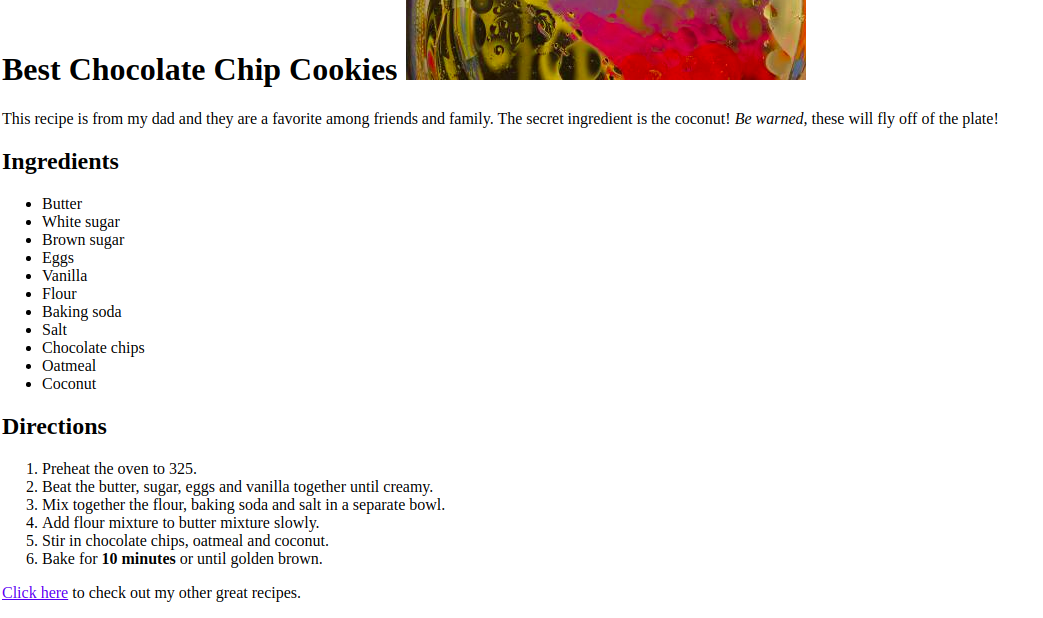 Best Chocolate Chip Cookies
This recipe is from my dad and they are a favorite among friends and family. The secret ingredient is the coconut! Be warned, these will fly off of the plate!
Ingredients
• Butter
• White sugar
• Brown sugar
• Eggs
• Vanilla
• Flour
• Baking soda
• Salt
• Chocolate chips
• Oatmeal
• Coconut
Directions
1. Preheat the oven to 325.
2. Beat the butter, sugar, eggs and vanilla together until creamy.
3. Mix together the flour, baking soda and salt in a separate bowl.
4. Add flour mixture to butter mixture slowly.
5. Stir in chocolate chips, oatmeal and coconut.
6. Bake for 10 minutes or until golden brown.
Click here to check out my other great recipes.